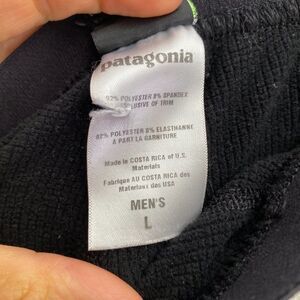 patagonia
92% POLYESTER 8% SPANDEX
EXCLUSIVE OF TRIM
92% POLYESTER 8% ELASTHANNE
A PART LA GARNITURE
Made in COSTA RICA of U.S.
Materials
Fabriqué AU COSTA RICA des
Matériaux des USA
MEN'S
L